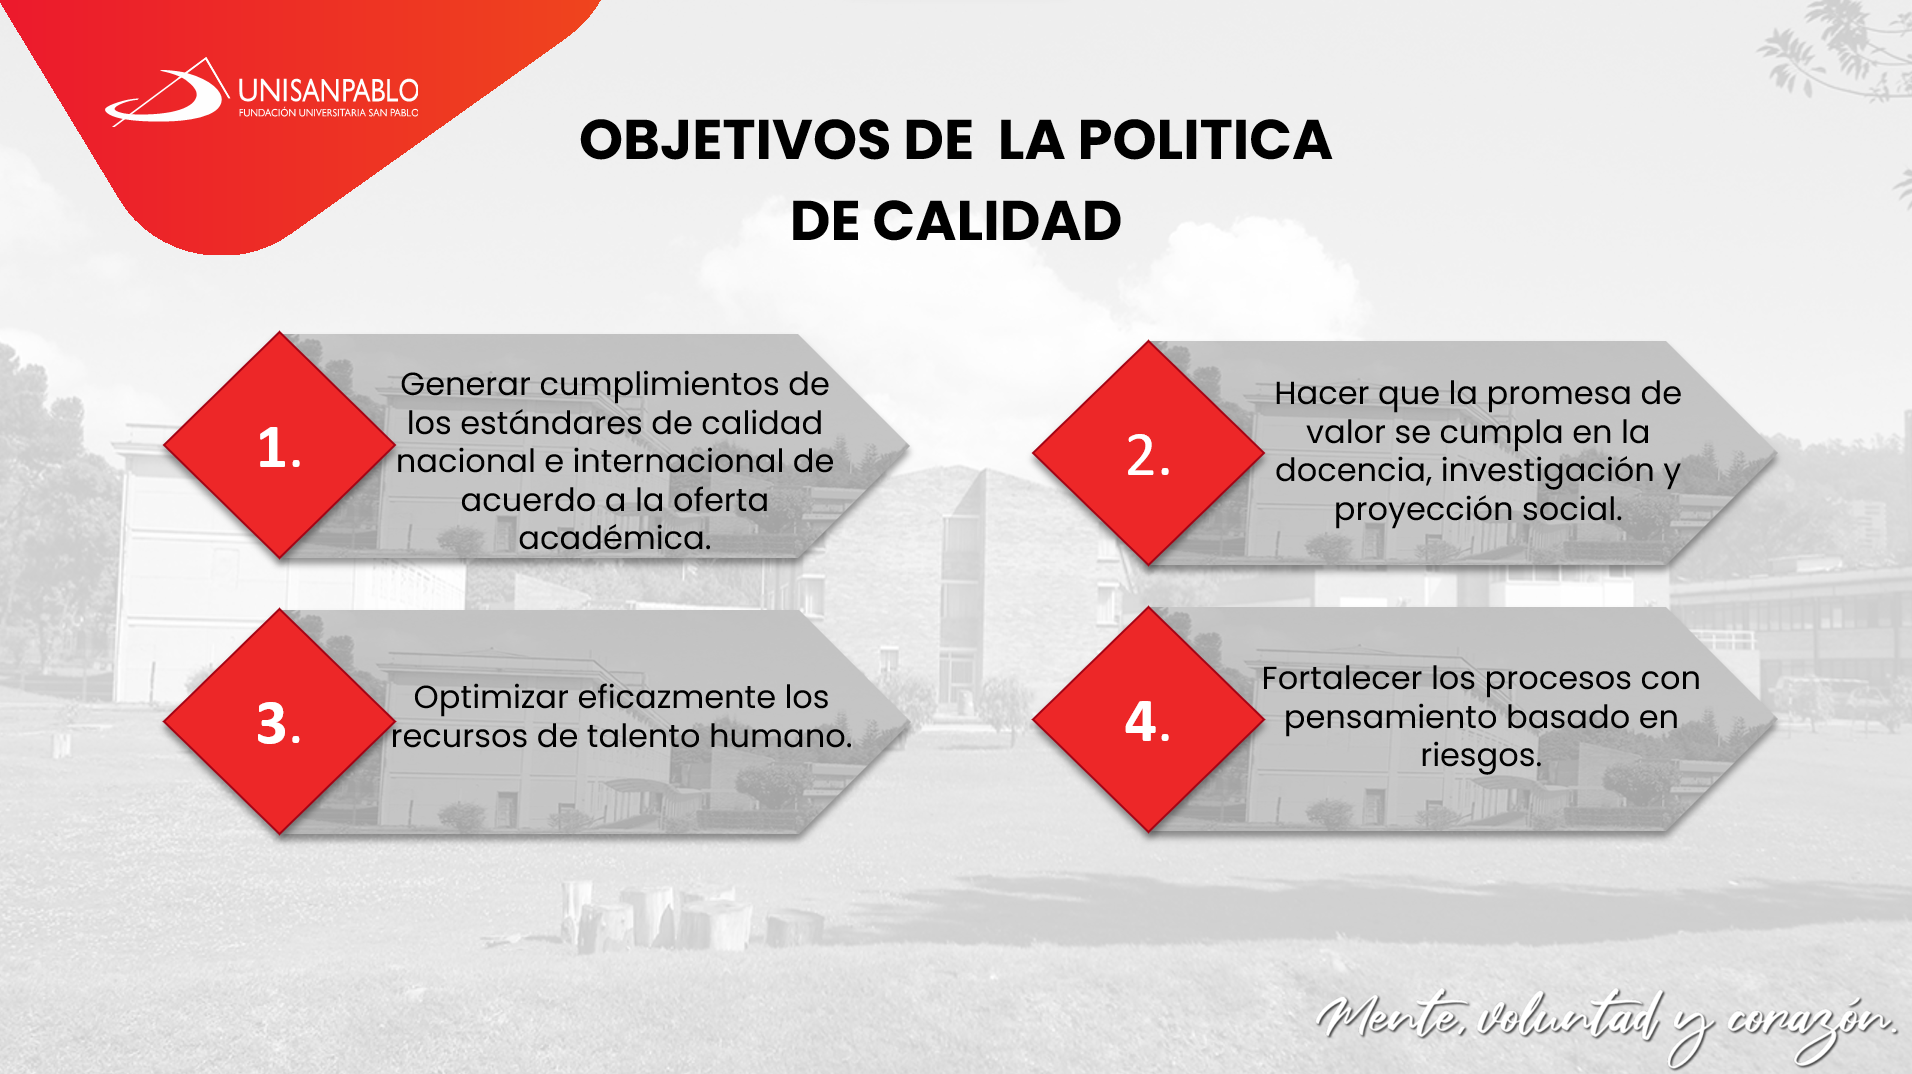 UNISANPABLO
FUNDACIÓN UNIVERSITARIA SAN PABLO
OBJETIVOS DE  LA POLITICA
DE CALIDAD
1.
Generar cumplimientos de
los estándares de calidad
nacional e internacional de
acuerdo a la oferta
académica.
2.
Hacer que la promesa de
valor se cumpla en la
docencia, investigación y
proyección social.
3.
Optimizar eficazmente los
recursos de talento humano.
4.
Fortalecer los procesos con
pensamiento basado en
riesgos.
Mente, voluntad y corazón.